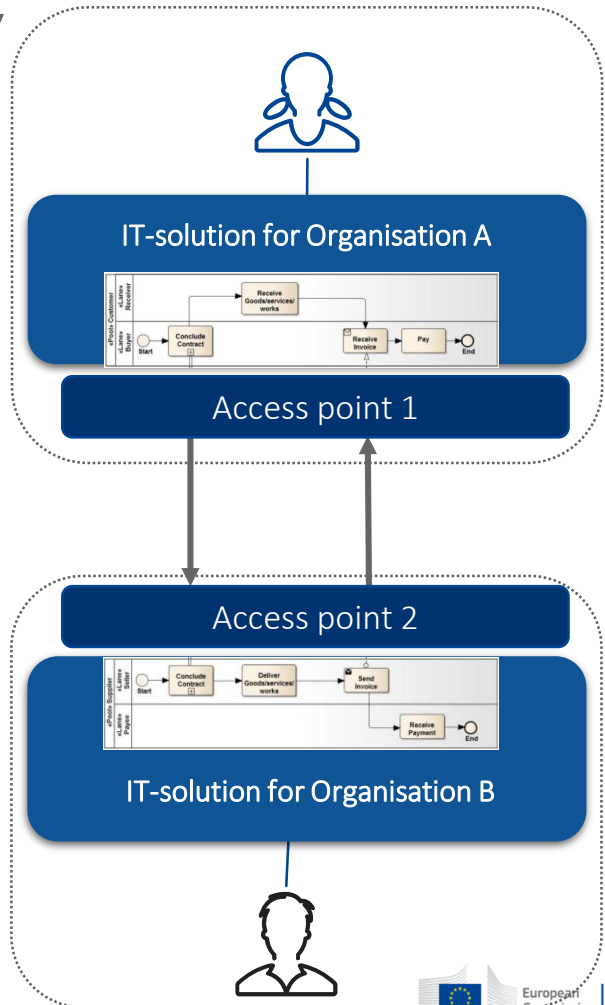 IT-solution for Organisation A
«Pool» Customer
«Lane»
Receiver
Receive
Goods/services/
works
«Lane»
Buyer
Start
Conclude
Contract
Receive
Invoice
Pay
End
Access point 1
Access point 2
«Pool» Supplier
«Lane»
Seller
Start
Conclude
Contract
Deliver
Goods/services/
works
Send
Invoice
«Lane»
Payee
Receive
Payment
End
IT-solution for Organisation B
European